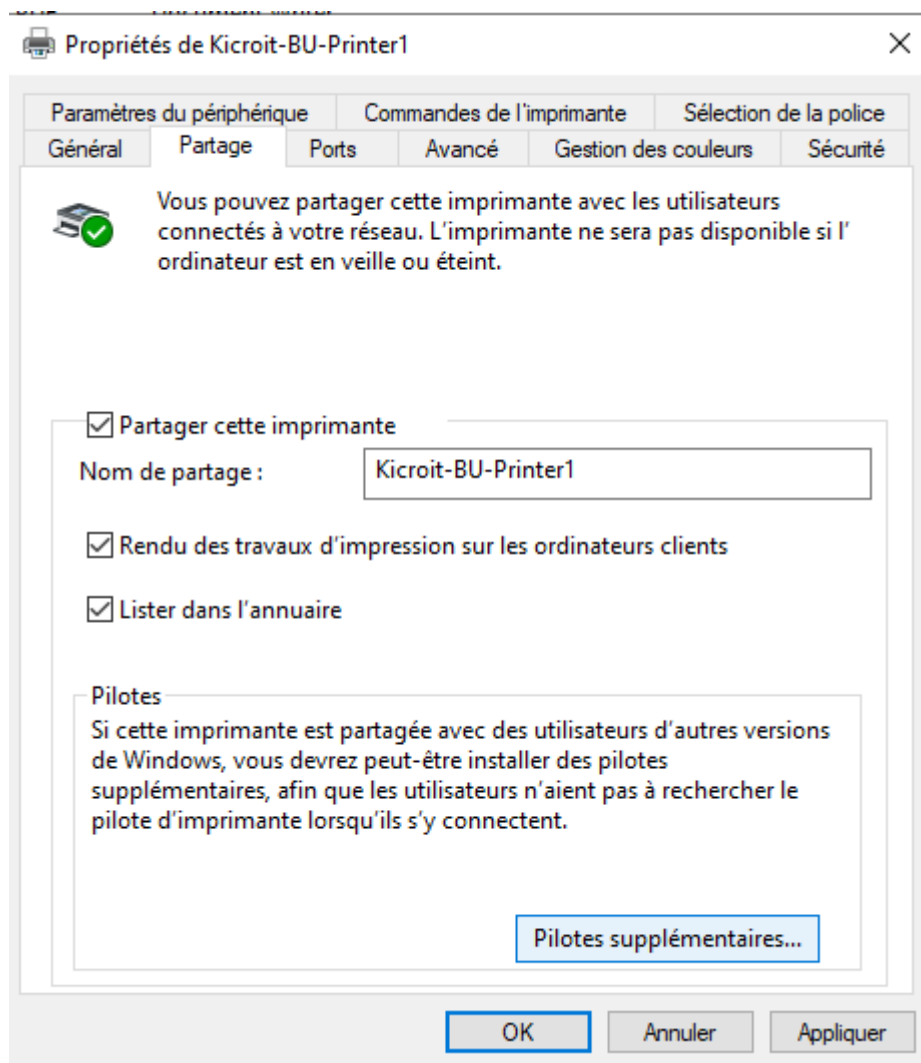 Propriétés de Kicroit-BU-Printer1
Paramètres du périphérique Commandes de l'imprimante Sélection de la police
Général Partage Ports Avancé Gestion des couleurs Sécurité
Vous pouvez partager cette imprimante avec les utilisateurs
connectés à votre réseau. L'imprimante ne sera pas disponible si l'
ordinateur est en veille ou éteint.
Partager cette imprimante
Nom de partage : Kicroit-BU-Printer1
Rendu des travaux d'impression sur les ordinateurs clients
Lister dans l'annuaire
Pilotes
Si cette imprimante est partagée avec des utilisateurs d'autres versions
de Windows, vous devrez peut-être installer des pilotes
supplémentaires, afin que les utilisateurs n'aient pas à rechercher le
pilote d'imprimante lorsqu'ils s'y connectent.
Pilotes supplémentaires...
OK Annuler Appliquer